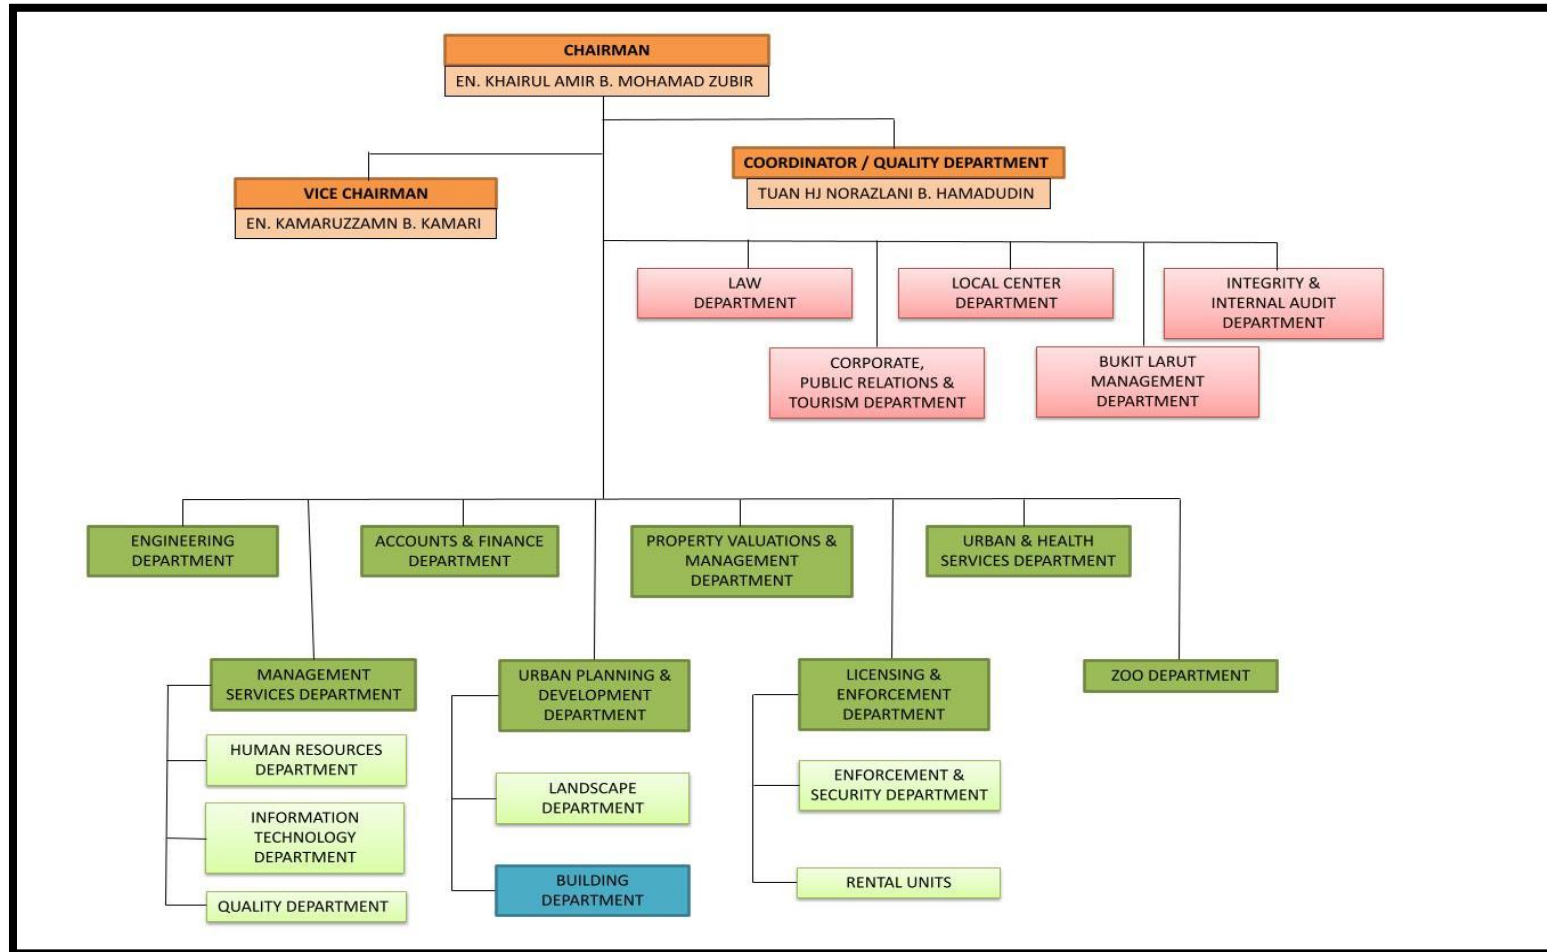 CHAIRMAN
EN. KHAIRUL AMIR B. MOHAMAD ZUBIR
COORDINATOR / QUALITY DEPARTMENT
TUAN HJ NORAZLANI B. HAMADUDIN
VICE CHAIRMAN
EN. KAMARUZZAMN B. KAMARI
LAW
DEPARTMENT
LOCAL CENTER
DEPARTMENT
INTEGRITY &
INTERNAL AUDIT
DEPARTMENT
CORPORATE,
PUBLIC RELATIONS &
TOURISM DEPARTMENT
BUKIT LARUT
MANAGEMENT
DEPARTMENT
ENGINEERING
DEPARTMENT
ACCOUNTS & FINANCE
DEPARTMENT
PROPERTY VALUATIONS &
MANAGEMENT
DEPARTMENT
URBAN & HEALTH
SERVICES DEPARTMENT
MANAGEMENT
SERVICES DEPARTMENT
URBAN PLANNING &
DEVELOPMENT
DEPARTMENT
LICENSING &
ENFORCEMENT
DEPARTMENT
ZOO DEPARTMENT
HUMAN RESOURCES
DEPARTMENT
INFORMATION
TECHNOLOGY
DEPARTMENT
QUALITY DEPARTMENT
LANDSCAPE
DEPARTMENT
BUILDING
DEPARTMENT
ENFORCEMENT &
SECURITY DEPARTMENT
RENTAL UNITS